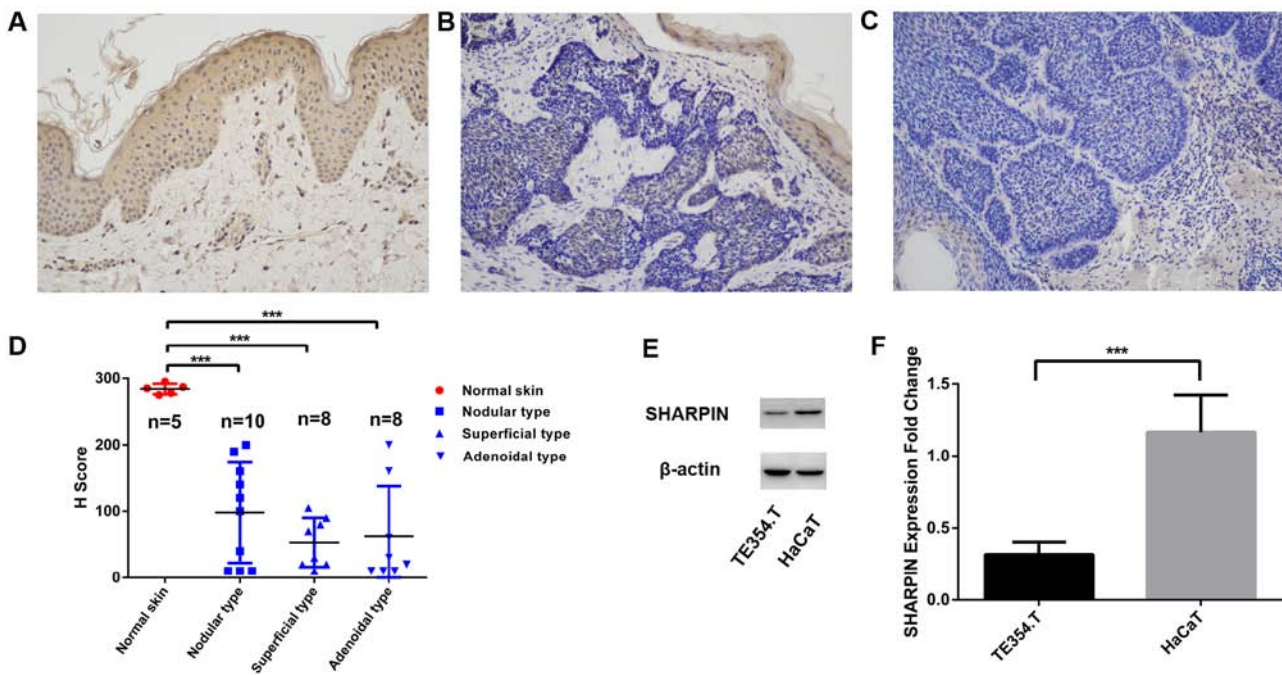 A
B
C
D
***
***
***
H Score
300
200
100
0
n=5
n=10
n=8
n=8
Normal skin
Nodular type
Superficial type
Adenoidal type
Normal skin
Nodular type
Superficial type
Adenoidal type
E
SHARPIN
β-actin
TE354.T
HaCaT
F
***
SHARPIN Expression Fold Change
1.5
1.0
0.5
0.0
TE354.T
HaCaT